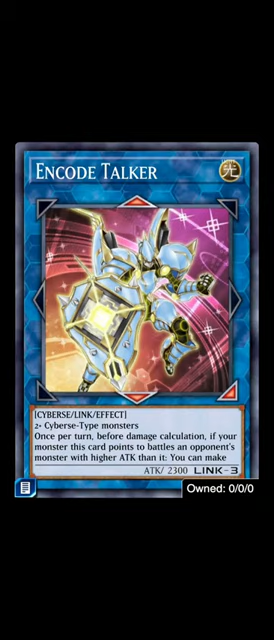 ENCODE TALKER
光
[CYBERSE/LINK/EFFECT]
2+ Cyberse-Type monsters
Once per turn, before damage calculation, if your
monster this card points to battles an opponent's
monster with higher ATK than it: You can make
ATK/ 2300 LINK-3
Owned: 0/0/0